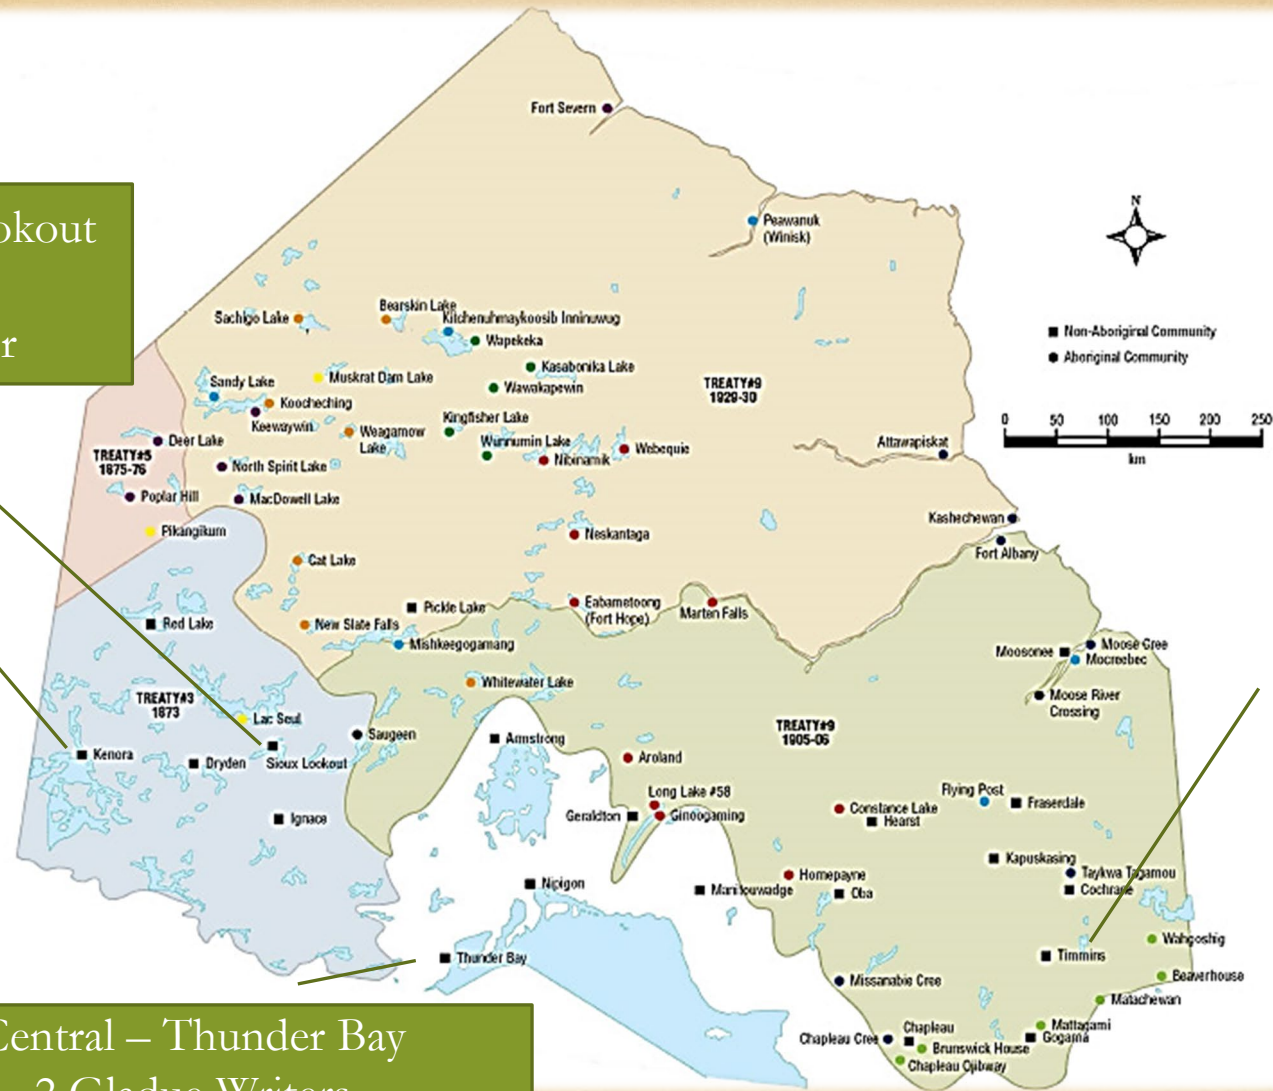 Fort Severn
N
Peawanuk
(Winisk)
Sachigo Lake
Bearskin Lake
Kitchenuhmaykoosib Inninuwug
Wapekeka
Non-Aboriginal Community
Aboriginal Community
Kasabonika Lake
Muskrat Dam Lake
Sandy Lake
Wawakapewin
TREATY#9
1929-30
Koocheching
Keewaywin
Kingfisher Lake
Weagamow
Lake
0 50 100 150 200 250
km
Deer Lake
Wunnumin Lake
Webequie
Attawapiskat
TREATY#5
1875-76
North Spirit Lake
Nibinamik
Poplar Hill
MacDowell Lake
Pikangikum
Neskantaga
Kashechewan
Fort Albany
Cat Lake
Pickle Lake
Eabametoong
(Fort Hope)
Marten Falls
Red Lake
New Slate Falls
Mishkeegogamang
Moose Cree
Moosonee
Mocreebec
Whitewater Lake
TREATY#3
1873
Moose River
Crossing
Lac Seul
Saugeen
Armstrong
TREATY#9
1905-06
Kenora
Dryden
Sioux Lookout
Aroland
Long Lake #58
Flying Post
Fraserdale
Ignace
Geraldton
Ginoogaming
Constance Lake
Hearst
Kapuskasing
Taykwa Tagamou
Cochrane
Homepayne
Nipigon
Manitouwadge
Oba
Wahgoshig
Thunder Bay
Timmins
Beaverhouse
Missanabie Cree
Matachewan
Mattagami
Gogama
Chapleau Cree
Chapleau
Brunswick House
Chapleau Ojibway
okout
r
Central – Thunder Bay
2 Gladue Writers